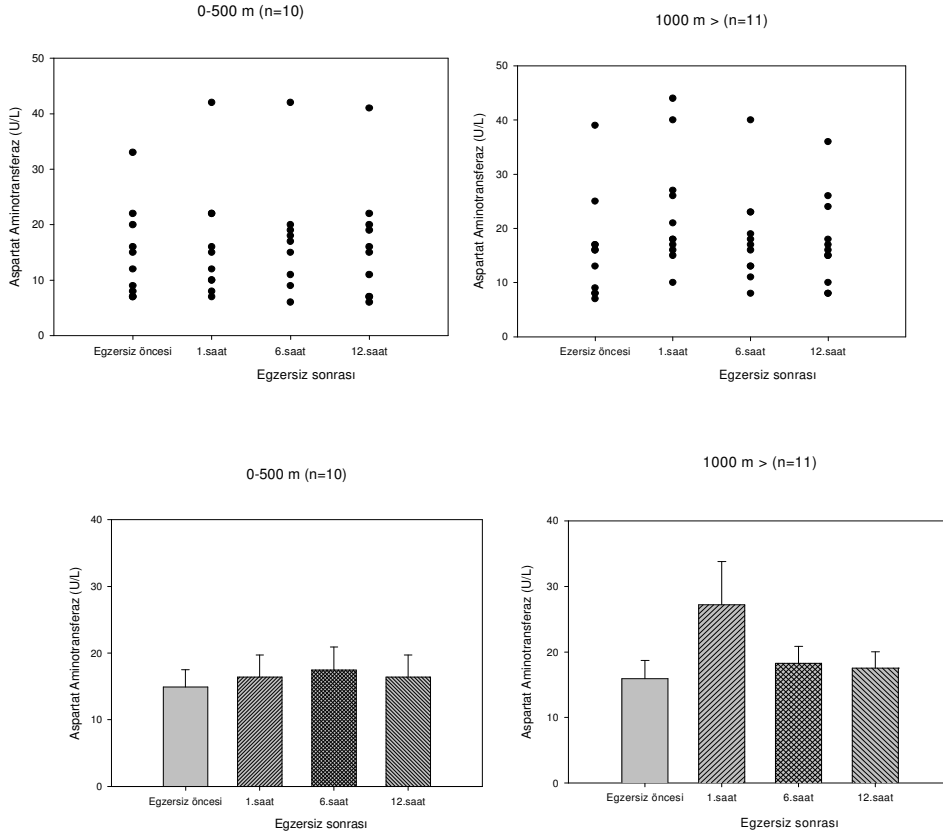 0-500 m (n=10)
Aspartat Aminotransferaz (U/L)
50
40
30
20
10
0
Egzersiz öncesi 1.saat 6.saat 12.saat
Egzersiz sonrası
1000 m > (n=11)
Aspartat Aminotransferaz (U/L)
50
40
30
20
10
0
Ezersiz öncesi 1.saat 6.saat 12.saat
Egzersiz sonrası
0-500 m (n=10)
Aspartat Aminotransferaz (U/L)
40
30
20
10
0
Egzersiz öncesi 1.saat 6.saat 12.saat
Egzersiz sonrası
1000 m > (n=11)
Aspartat Aminotransferaz (U/L)
40
30
20
10
0
Egzersiz öncesi 1.saat 6.saat 12.saat
Egzersiz sonrası